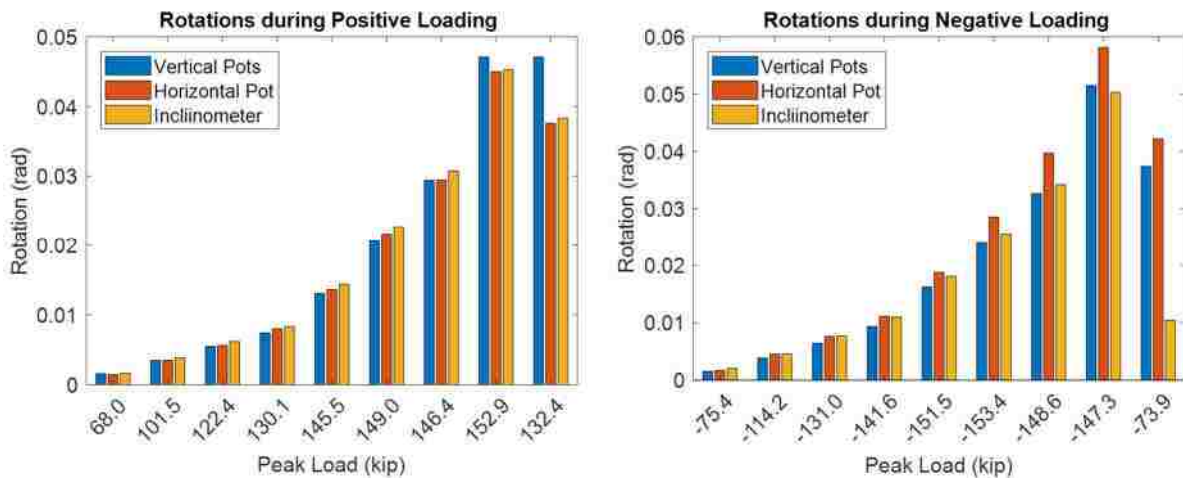 Rotations during Positive Loading
0.05
0.04
0.03
0.02
0.01
0
Rotation (rad)
Vertical Pots
Horizontal Pot
Incliinometer
68.0
101.5
122.4
130.1
145.5
149.0
146.4
152.9
132.4
Peak Load (kip)
Rotations during Negative Loading
0.06
0.05
0.04
0.03
0.02
0.01
0
Rotation (rad)
Vertical Pots
Horizontal Pot
Incliinometer
-75.4
-114.2
-131.0
-141.6
-151.5
-153.4
-148.6
-147.3
-73.9
Peak Load (kip)